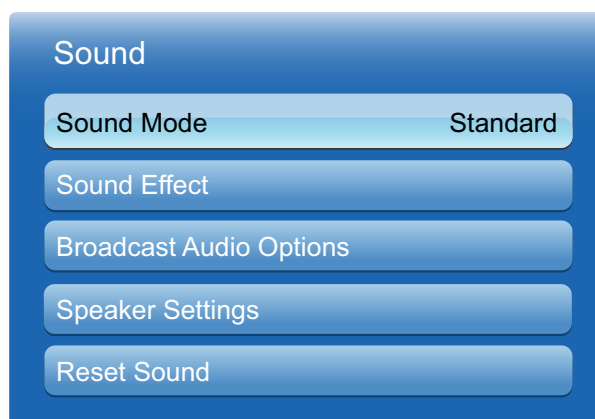 Sound
Sound Mode Standard
Sound Effect
Broadcast Audio Options
Speaker Settings
Reset Sound